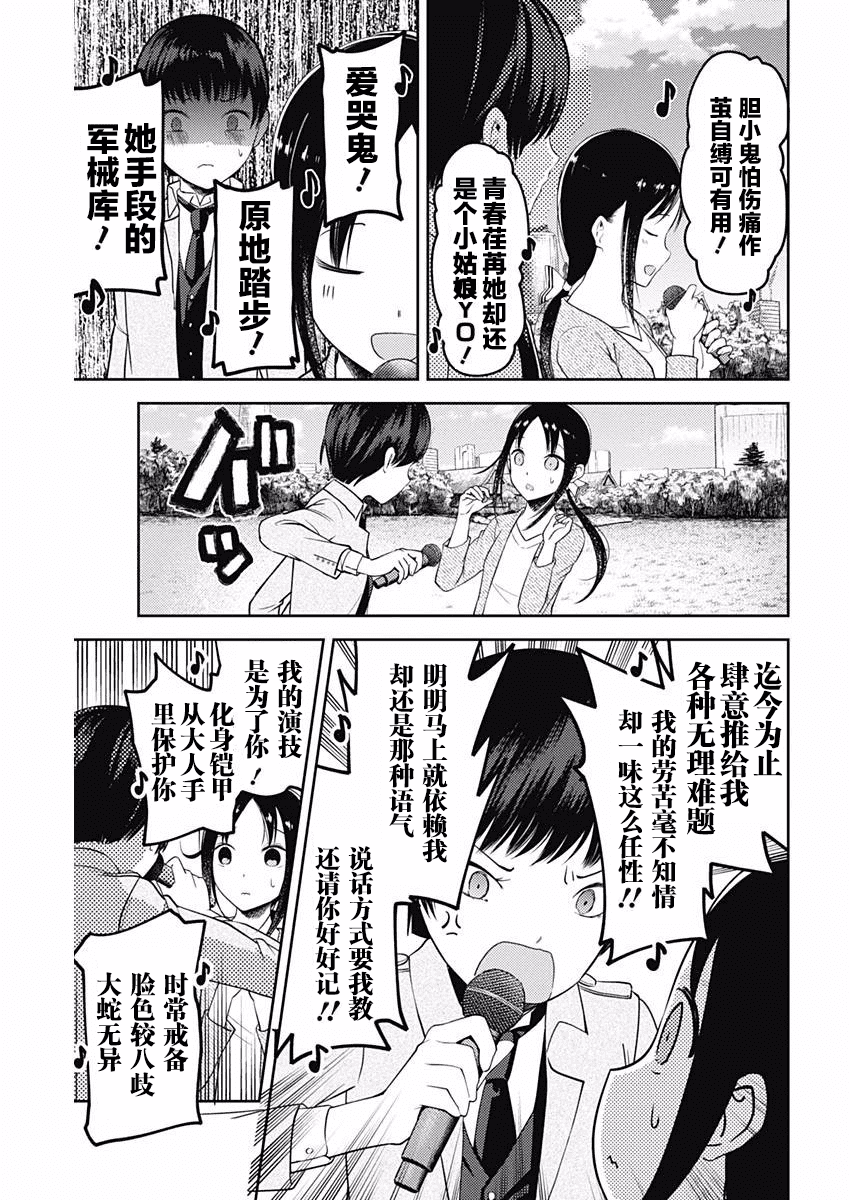 胆小鬼怕伤痛作
茧自缚可有用！
青春荏苒她却还
是个小姑娘YO！
爱哭鬼！
原地踏步！
她手段的
军械库！
バババ
迄今为止
肆意推给我
各种无理难题
我的劳苦毫不知情
却一味这么任性!!
明明马上就依赖我
却还是那种语气
说话方式要我教
还请你好好记!!
我的演技
是为了你！
化身铠甲
从大人手
里保护你
时常戒备
脸色较八歧
大蛇无异